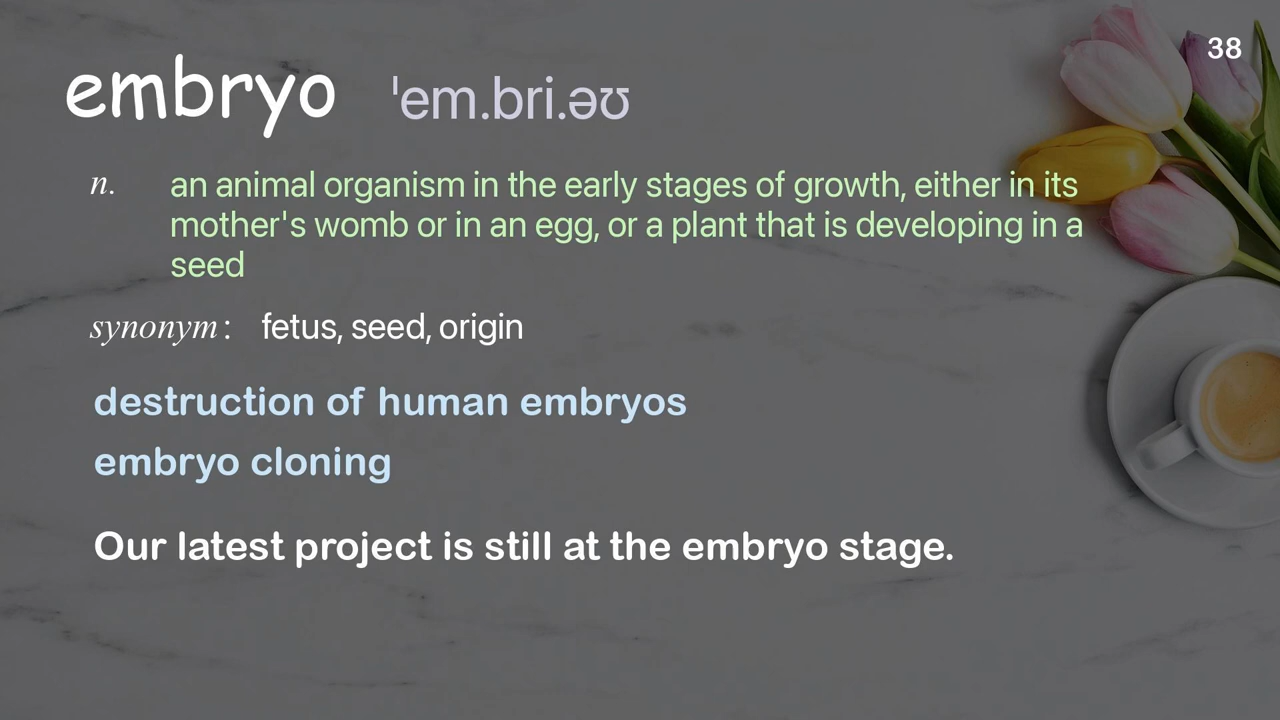 38
embryo ˈem.bri.əʊ
n. an animal organism in the early stages of growth, either in its
mother's womb or in an egg, or a plant that is developing in a
seed
synonym: fetus, seed, origin
destruction of human embryos
embryo cloning
Our latest project is still at the embryo stage.